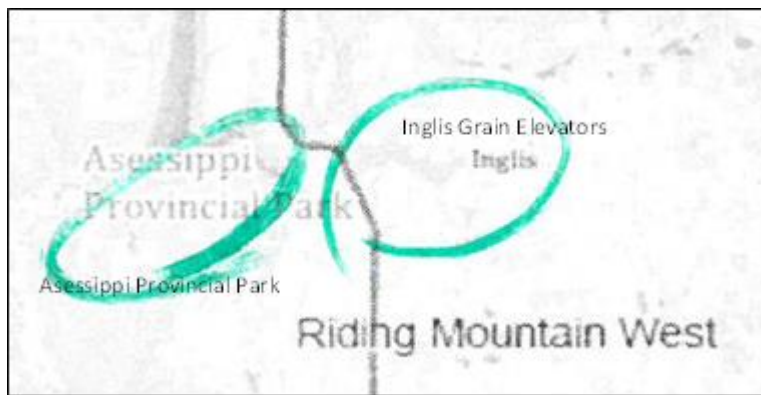 Inglis Grain Elevators
Asessippi
Inglis
Provincial Park
Asessippi Provincial Park
Riding Mountain West